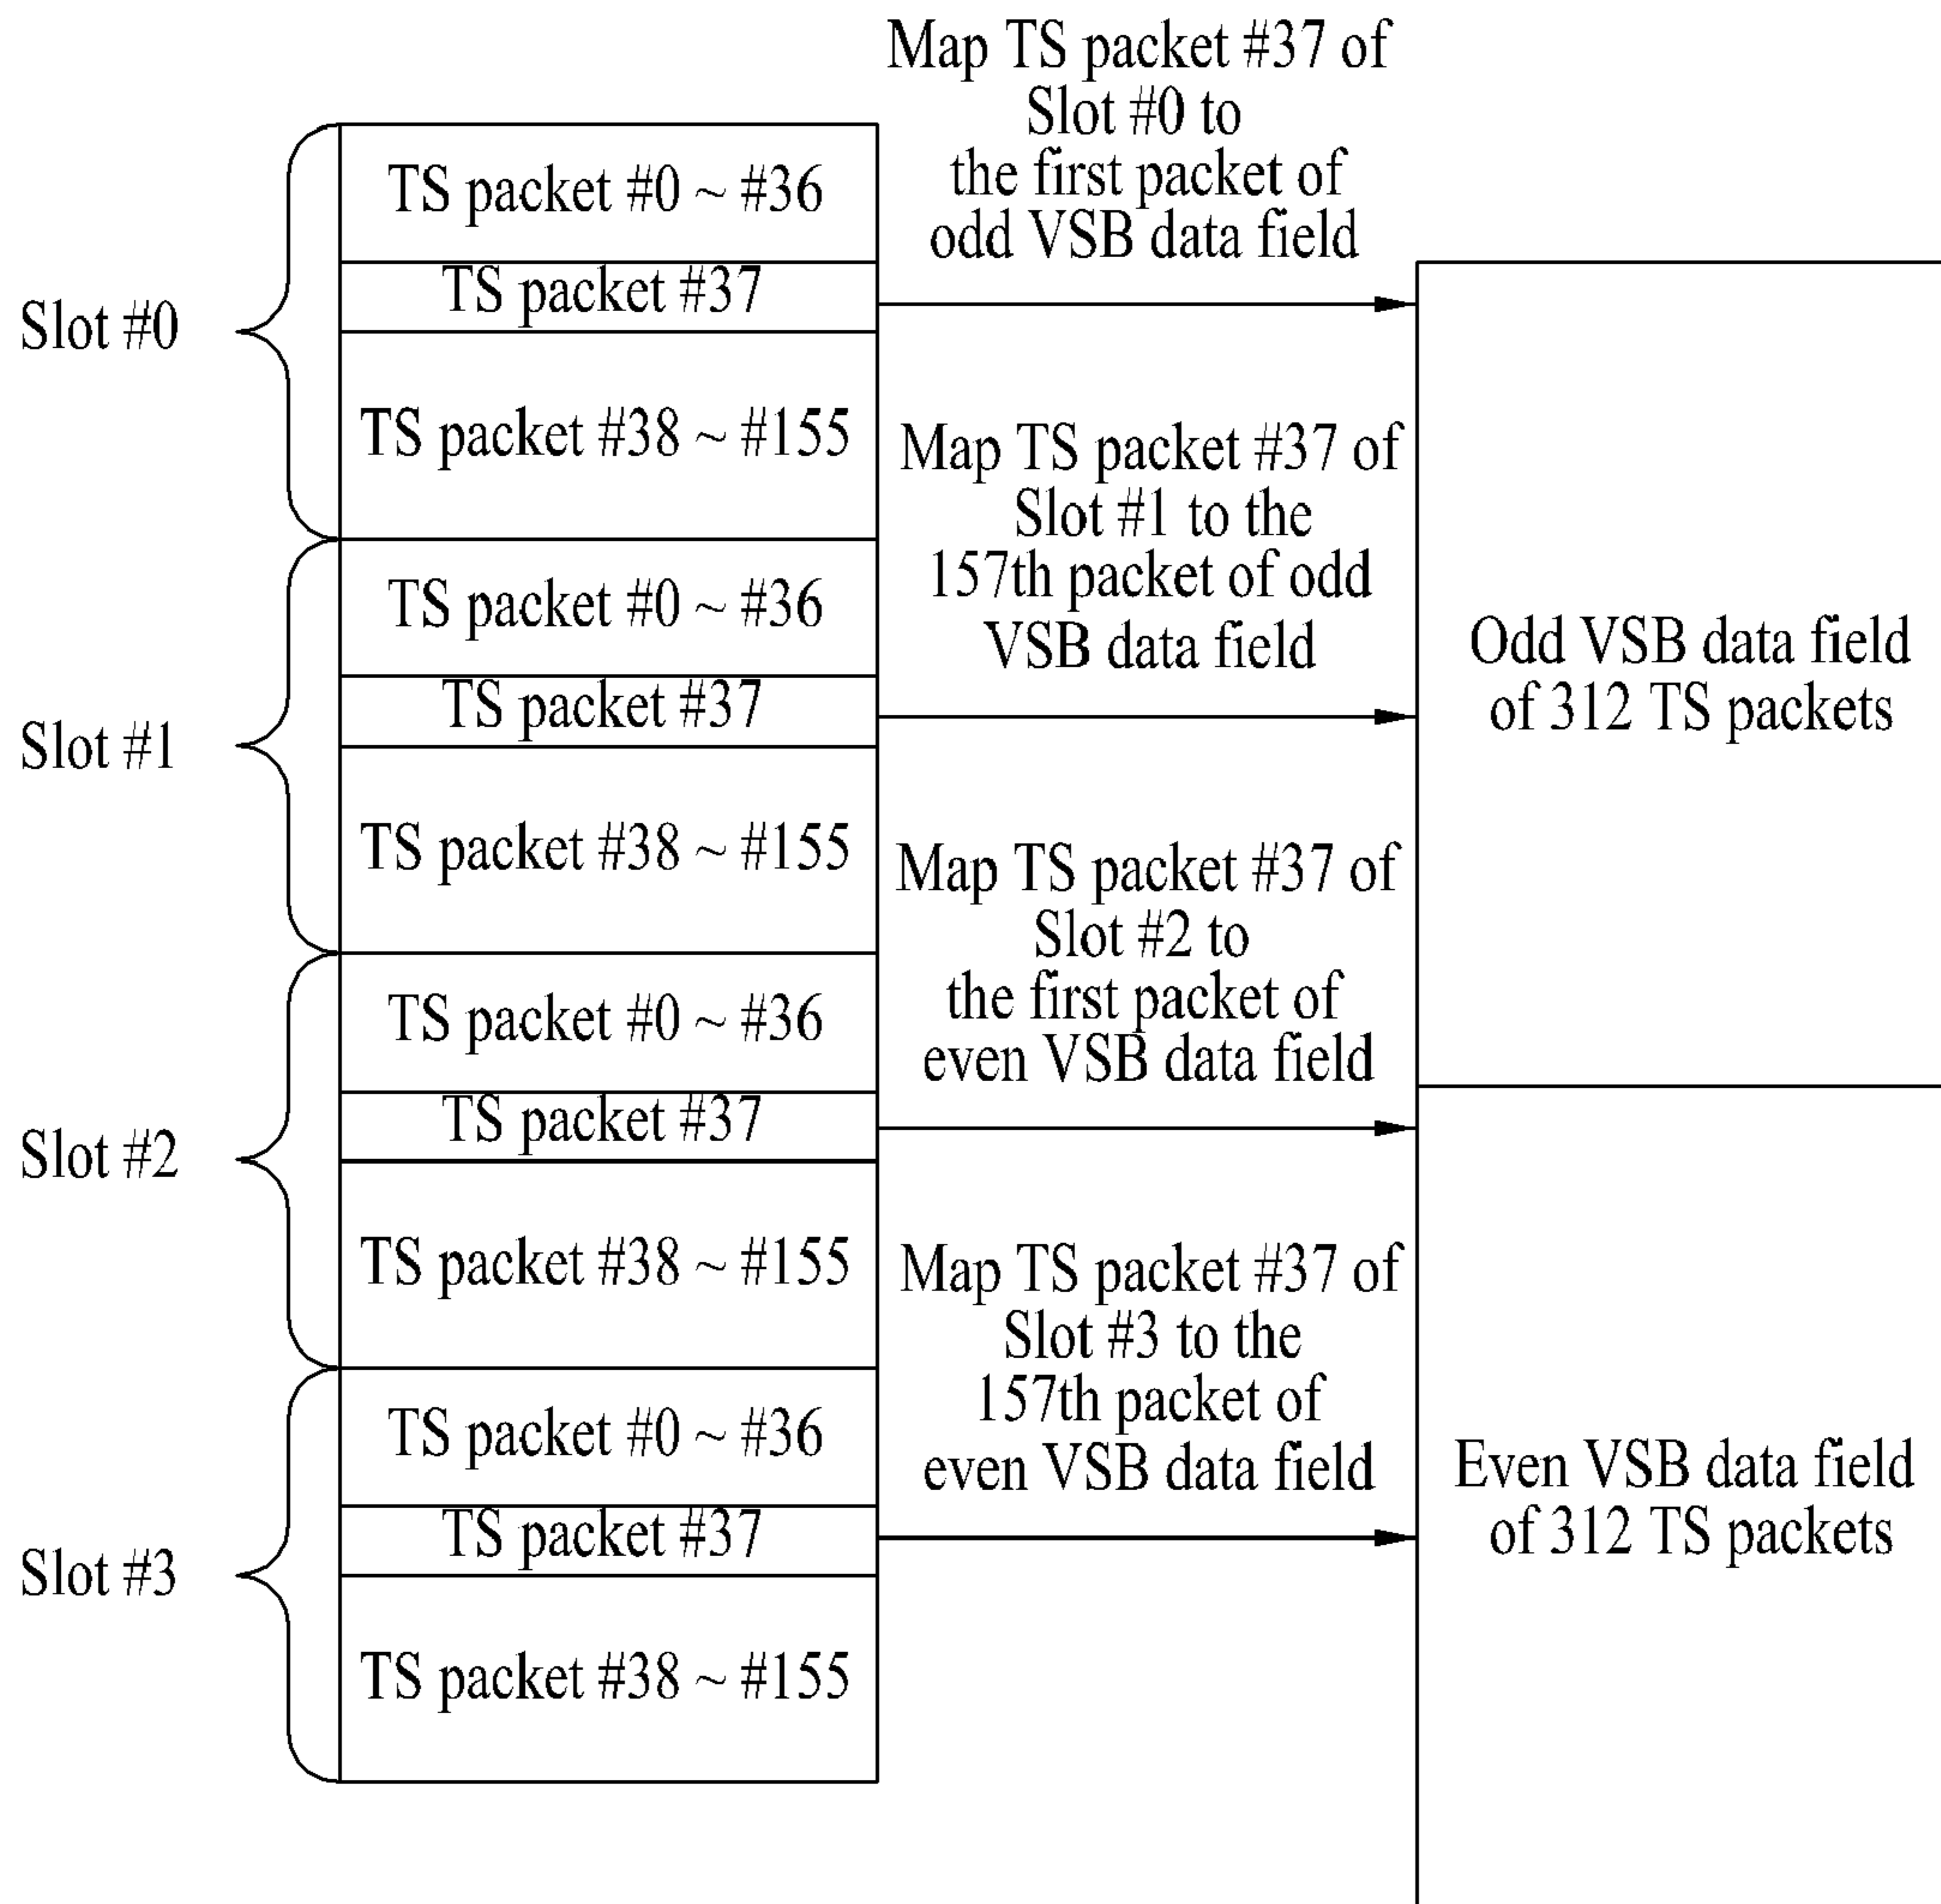 Map TS packet #37 of
Slot #0 to
the first packet of
odd VSB data field
Slot #0
TS packet #0 ~ #36
TS packet #37
TS packet #38 ~ #155
Map TS packet #37 of
Slot #1 to the
157th packet of odd
VSB data field
Slot #1
TS packet #0 ~ #36
TS packet #37
TS packet #38 ~ #155
Odd VSB data field
of 312 TS packets
Map TS packet #37 of
Slot #2 to
the first packet of
even VSB data field
Slot #2
TS packet #0 ~ #36
TS packet #37
TS packet #38 ~ #155
Map TS packet #37 of
Slot #3 to the
157th packet of
even VSB data field
Slot #3
TS packet #0 ~ #36
TS packet #37
TS packet #38 ~ #155
Even VSB data field
of 312 TS packets